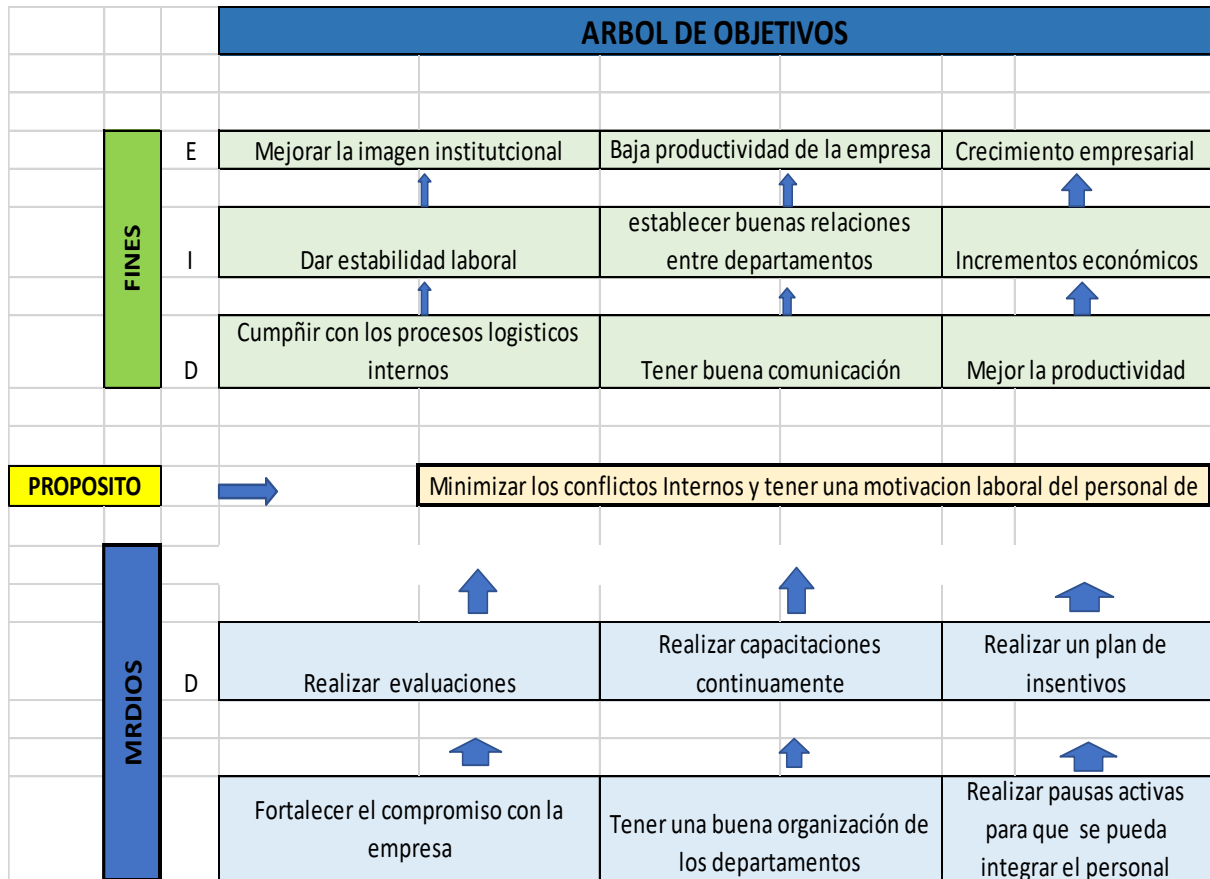 ARBOL DE OBJETIVOS
FINES
E
Mejorar la imagen institutcional
Baja productividad de la empresa
Crecimiento empresarial
I
Dar estabilidad laboral
establecer buenas relaciones
entre departamentos
Incrementos económicos
D
Cumpñir con los procesos logisticos
internos
Tener buena comunicación
Mejor la productividad
PROPOSITO
Minimizar los conflictos Internos y tener una motivacion laboral del personal de
MRDIOS
D
Realizar evaluaciones
Realizar capacitaciones
continuamente
Realizar un plan de
insentivos
Fortalecer el compromiso con la
empresa
Tener una buena organización de
los departamentos
Realizar pausas activas
para que se pueda
integrar el personal